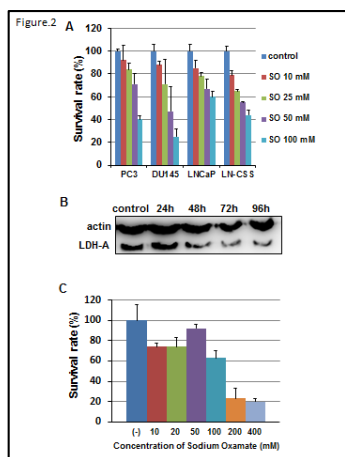 Figure.2
A
Survival rate (%)
120
100
80
60
40
20
0
PC3 DU145 LNCaP LN-CSS
control
SO 10 mM
SO 25 mM
SO 50 mM
SO 100 mM
B
control 24h 48h 72h 96h
actin
LDH-A
C
Survival rate (%)
120
100
80
60
40
20
0
(-) 10 20 50 100 200 400
Concentration of Sodium Oxamate (mM)